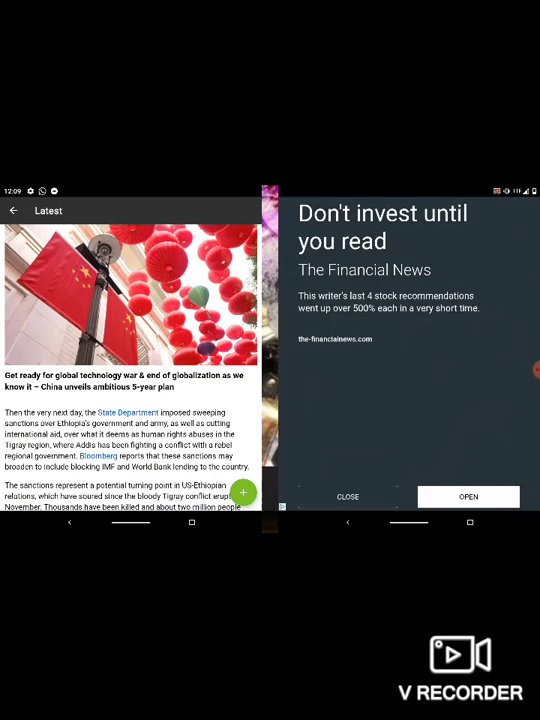 12:09
Latest
Get ready for global technology war & end of globalization as we
know it – China unveils ambitious 5-year plan
Then the very next day, the State Department imposed sweeping
sanctions over Ethiopia's government and army, as well as cutting
international aid, over what it deems as human rights abuses in the
Tigray region, where Addis has been fighting a conflict with a rebel
regional government. Bloomberg reports that these sanctions may
broaden to include blocking IMF and World Bank lending to the country.
The sanctions represent a potential turning point in US-Ethiopian
relations, which have soured since the bloody Tigray conflict erup
November. Thousands have been killed and about two million people
Don't invest until
you read
The Financial News
This writer's last 4 stock recommendations
went up over 500% each in a very short time.
the-financialnews.com
CLOSE
OPEN
V RECORDER